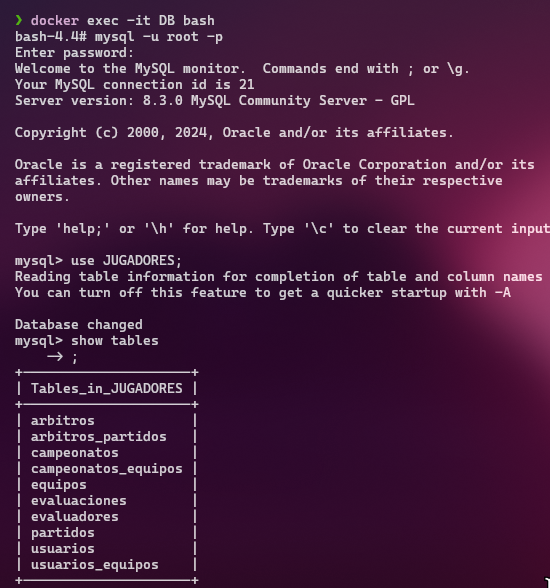 ❯ docker exec -it DB bash
bash-4.4# mysql -u root -p
Enter password:
Welcome to the MySQL monitor.  Commands end with ; or \g.
Your MySQL connection id is 21
Server version: 8.3.0 MySQL Community Server - GPL

Copyright (c) 2000, 2024, Oracle and/or its affiliates.

Oracle is a registered trademark of Oracle Corporation and/or its
affiliates. Other names may be trademarks of their respective
owners.

Type 'help;' or '\h' for help. Type '\c' to clear the current input

mysql> use JUGADORES;
Reading table information for completion of table and column names
You can turn off this feature to get a quicker startup with -A

Database changed
mysql> show tables
    -> ;
+---------------------+
| Tables_in_JUGADORES |
+---------------------+
| arbitros            |
| arbitros_partidos   |
| campeonatos         |
| campeonatos_equipos |
| equipos             |
| evaluaciones        |
| evaluadores         |
| partidos            |
| usuarios            |
| usuarios_equipos    |
+---------------------+